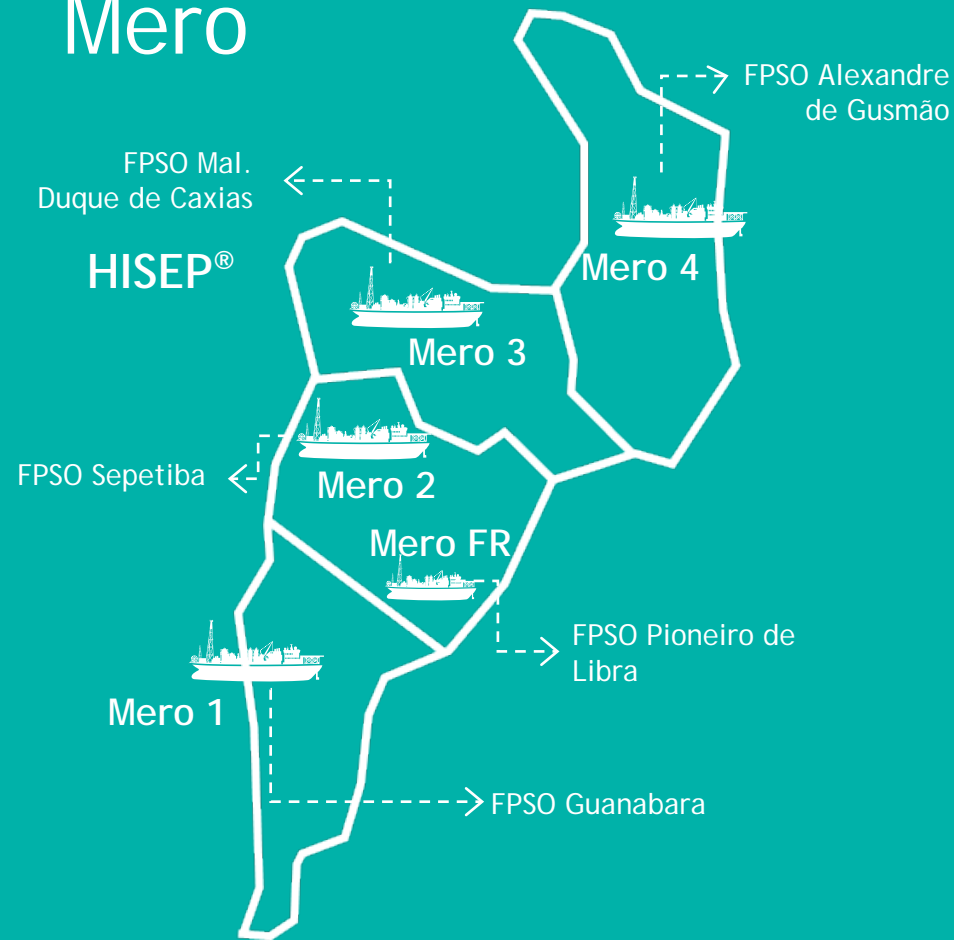 Mero
FPSO Alexandre
de Gusmão
FPSO Mal.
Duque de Caxias
HISEP®
Mero 4
Mero 3
FPSO Sepetiba
Mero 2
Mero FR
FPSO Pioneiro de
Libra
Mero 1
FPSO Guanabara